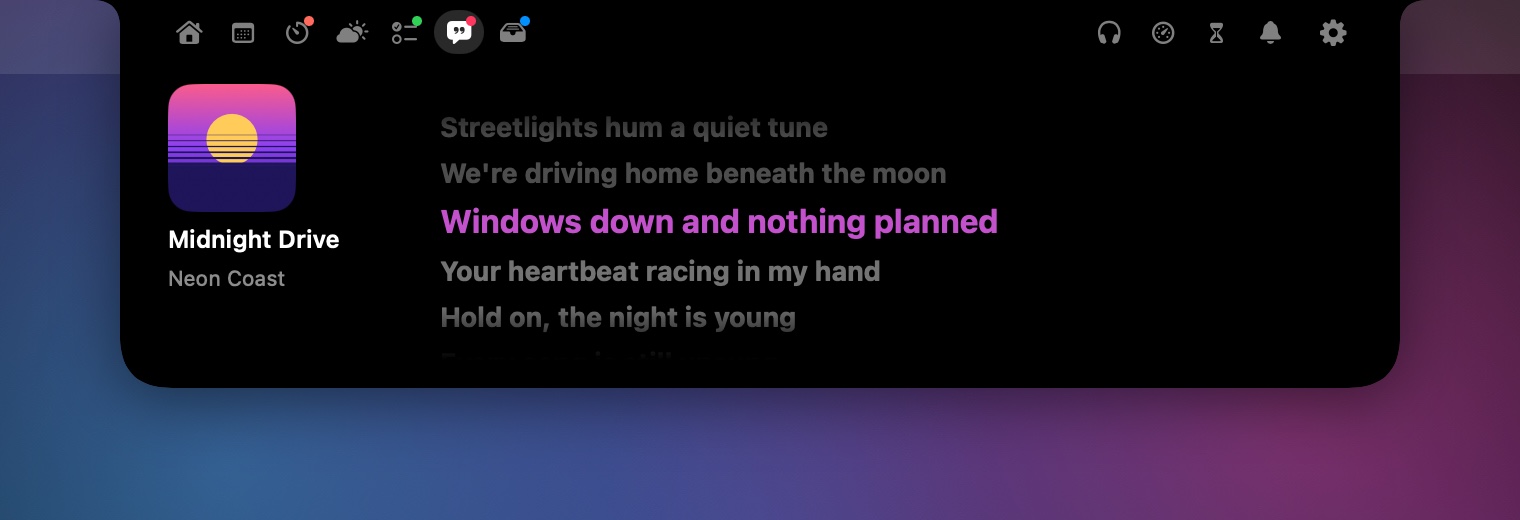 Midnight Drive
Neon Coast
Streetlights hum a quiet tune
We're driving home beneath the moon
Windows down and nothing planned
Your heartbeat racing in my hand
Hold on, the night is young